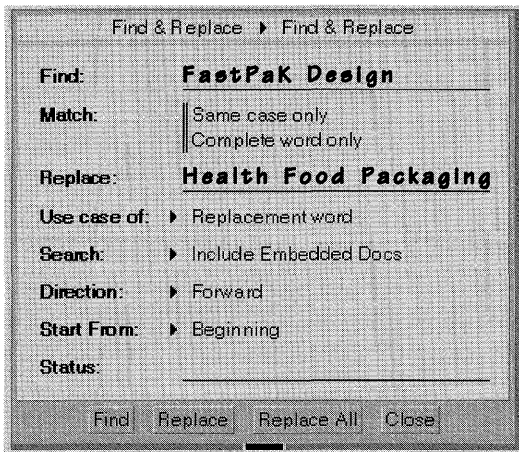 Find & Replace ▸ Find & Replace
Find: FastPaK Design
Match: Same case only
Complete word only
Replace: Health Food Packaging
Use case of: ▸ Replacement word
Search: ▸ Include Embedded Docs
Direction: ▸ Forward
Start From: ▸ Beginning
Status:
Find Replace Replace All Close